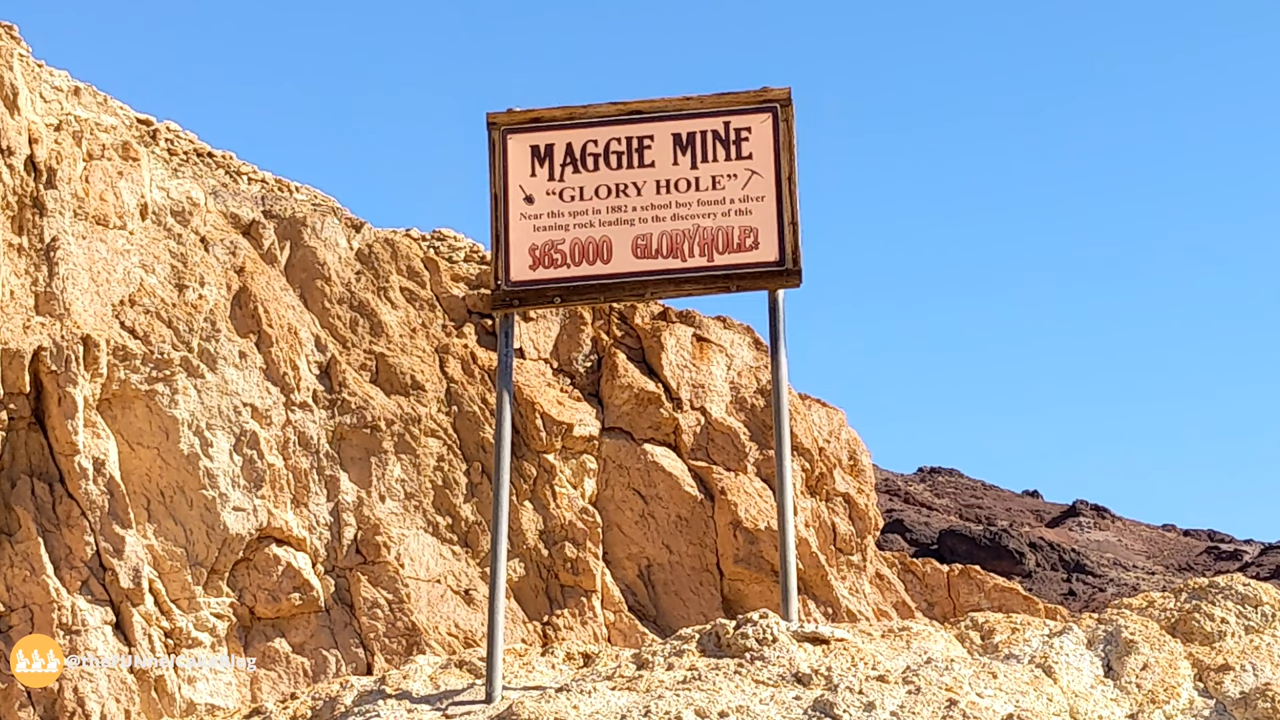 MAGGIE MINE
"GLORY HOLE"
Near this spot in 1882 a school boy found a silver
leaning rock leading to the discovery of this
$65,000 GLORYHOLE!